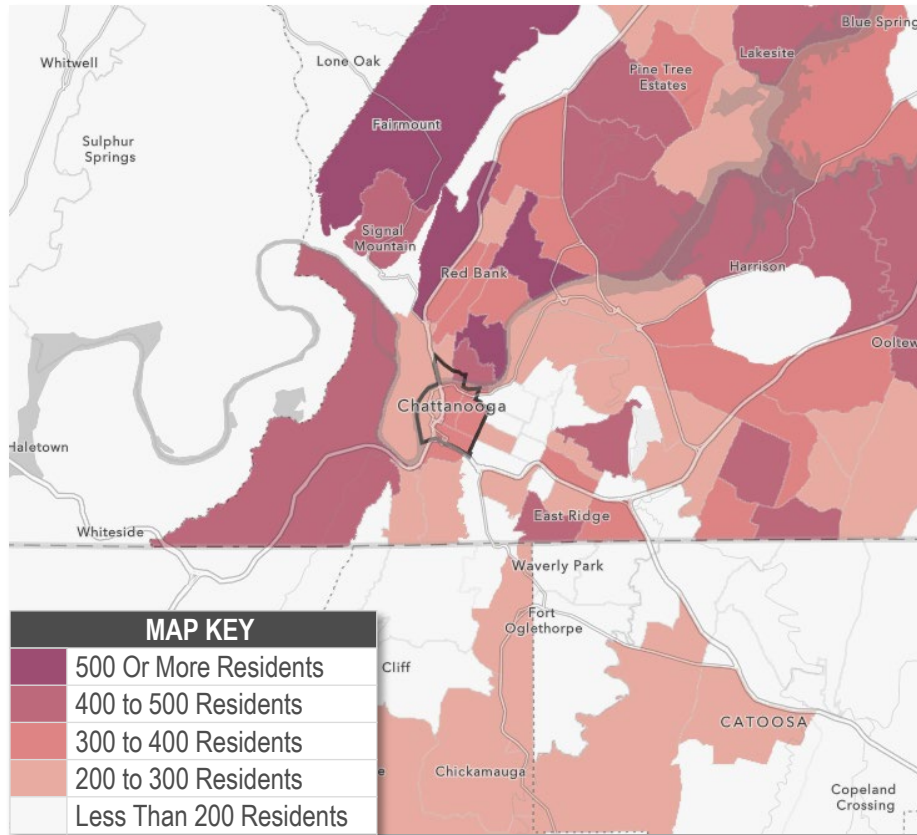 Blue Spring
Lakesite
Whitwell
Lone Oak
Pine Tree
Estates
Fairmount
Sulphur
Springs
Signal
Mountain
Red Bank
Harrison
Ooltew
Chattanooga
Haletown
East Ridge
Whiteside
Waverly Park
Fort
Oglethorpe
MAP KEY
500 Or More Residents
400 to 500 Residents
300 to 400 Residents
200 to 300 Residents
Less Than 200 Residents
Cliff
CATOOSA
e
Chickamauga
Copeland
Crossing